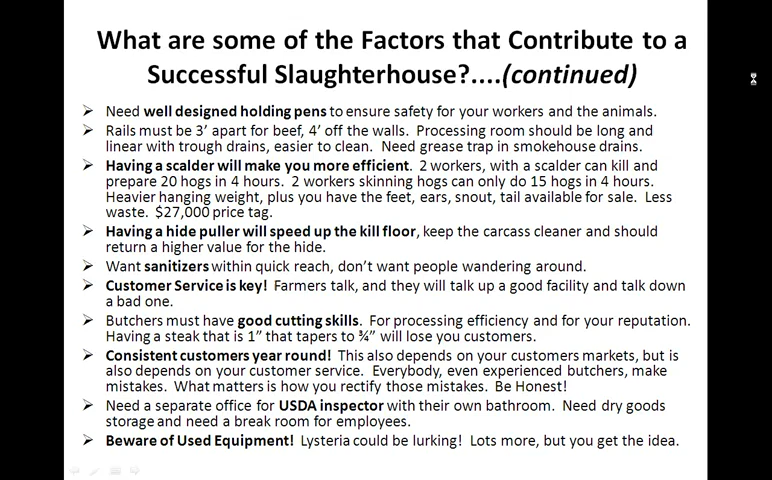 What are some of the Factors that Contribute to a
Successful Slaughterhouse?....(continued)
Need well designed holding pens to ensure safety for your workers and the animals.
Rails must be 3' apart for beef, 4' off the walls. Processing room should be long and
linear with trough drains, easier to clean. Need grease trap in smokehouse drains.
Having a scalder will make you more efficient. 2 workers, with a scalder can kill and
prepare 20 hogs in 4 hours. 2 workers skinning hogs can only do 15 hogs in 4 hours.
Heavier hanging weight, plus you have the feet, ears, snout, tail available for sale. Less
waste. $27,000 price tag.
Having a hide puller will speed up the kill floor, keep the carcass cleaner and should
return a higher value for the hide.
Want sanitizers within quick reach, don't want people wandering around.
Customer Service is key! Farmers talk, and they will talk up a good facility and talk down
a bad one.
Butchers must have good cutting skills. For processing efficiency and for your reputation.
Having a steak that is 1" that tapers to ¾" will lose you customers.
Consistent customers year round! This also depends on your customers markets, but is
also depends on your customer service. Everybody, even experienced butchers, make
mistakes. What matters is how you rectify those mistakes. Be Honest!
Need a separate office for USDA inspector with their own bathroom. Need dry goods
storage and need a break room for employees.
Beware of Used Equipment! Lysteria could be lurking! Lots more, but you get the idea.